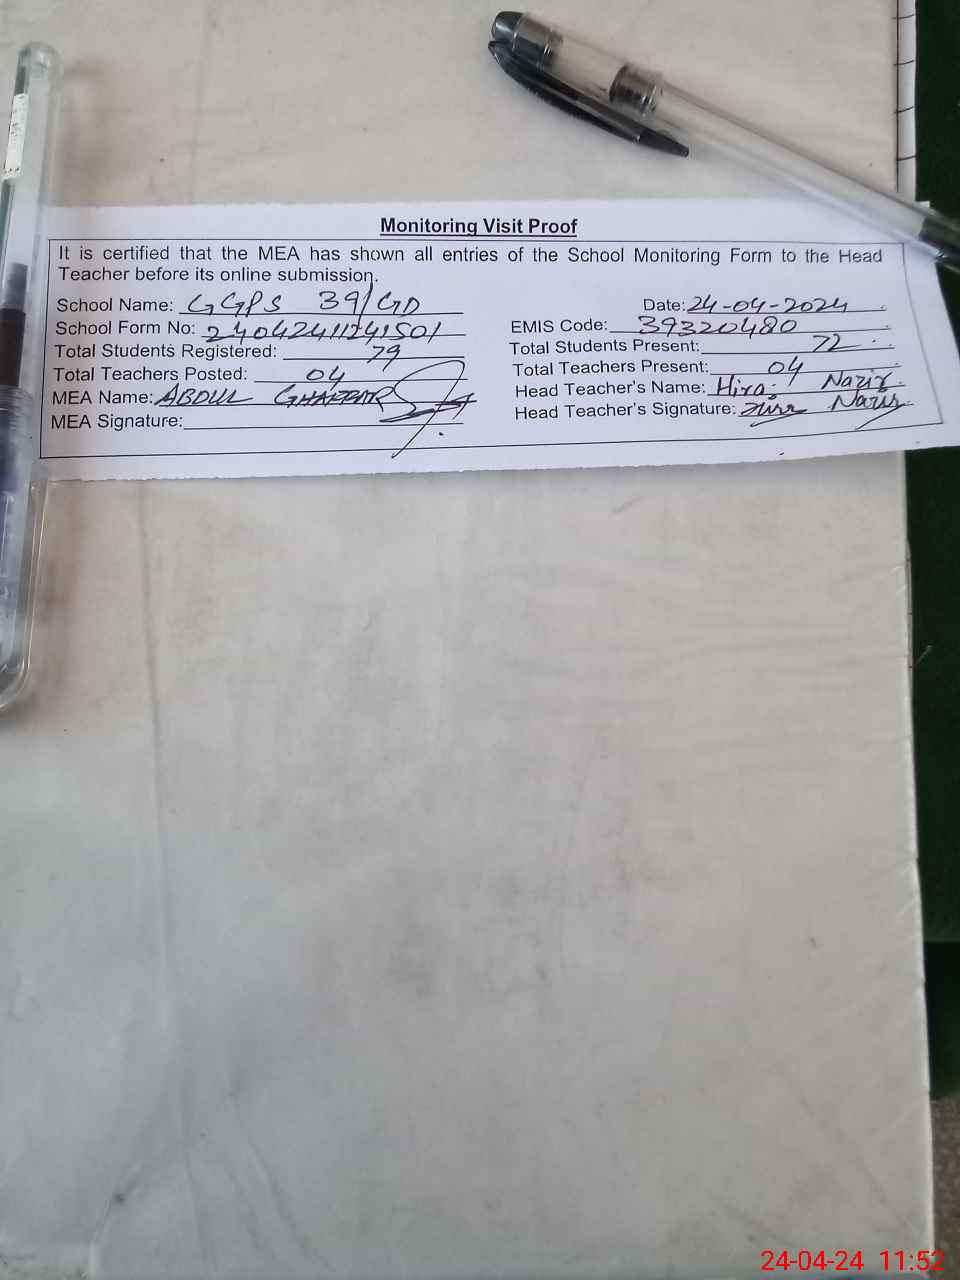 Monitoring Visit Proof
It is certified that the MEA has shown all entries of the School Monitoring Form to the Head
Teacher before its online submission.
School Name: GGPS 39/GD Date: 24-04-2024
School Form No: 24042411241501 EMIS Code: 39320480
Total Students Registered: 79 Total Students Present: 72
Total Teachers Posted: 04 Total Teachers Present: 04
MEA Name: ABDUL GHAFFAR Head Teacher's Name: Hira Nazir
MEA Signature: Head Teacher's Signature: Nazir
24-04-24 11:52